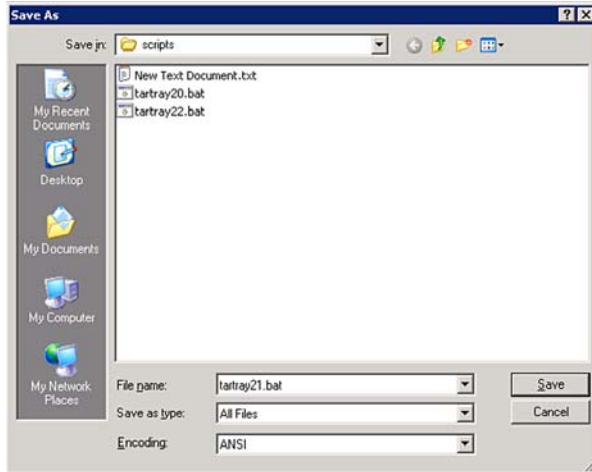 Save As
Save in: scripts
New Text Document.txt
tartray20.bat
tartray22.bat
My Recent
Documents
Desktop
My Documents
My Computer
My Network
Places
File name: tartray21.bat Save
Save as type: All Files Cancel
Encoding: ANSI